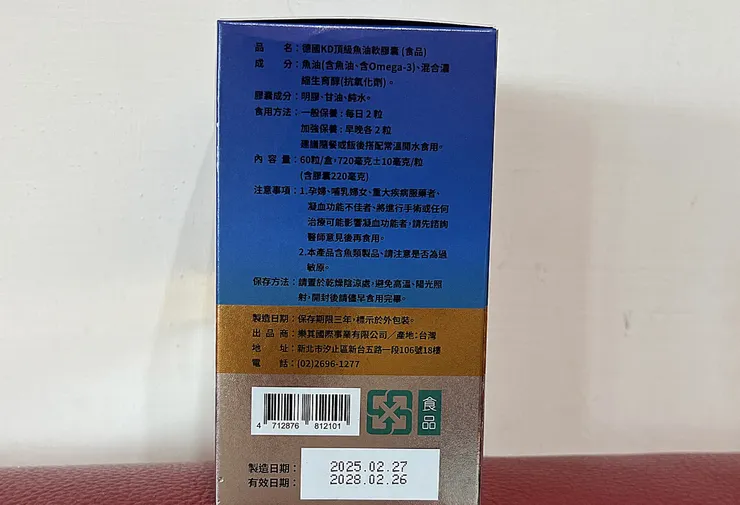 品　　名：德國KD頂級魚油軟膠囊 (食品)
成　　分：魚油(含魚油、含Omega-3)、混合濃
縮生育醇(抗氧化劑)。
膠囊成分：明膠、甘油、純水。
食用方法：一般保養：每日2粒
加強保養：早晚各2粒
建議隨餐或飯後搭配常溫開水食用。
內 容 量：60粒/盒，720毫克±10毫克/粒
(含膠囊220毫克)
注意事項：1.孕婦、哺乳婦女、重大疾病服藥者、
凝血功能不佳者、將進行手術或任何
治療可能影響凝血功能者，請先諮詢
醫師意見後再食用。
2.本產品含魚類製品、請注意是否為過
敏原。
保存方法：請置於乾燥陰涼處，避免高溫、陽光照
射，開封後請儘早食用完畢。
製造日期：保存期限三年，標示於外包裝。
出 品 商：樂其國際事業有限公司／產地：台灣
地　　址：新北市汐止區新台五路一段106號18樓
電　　話：(02)2696-1277
4 712876 812101
食品
製造日期：2025.02.27
有效日期：2028.02.26